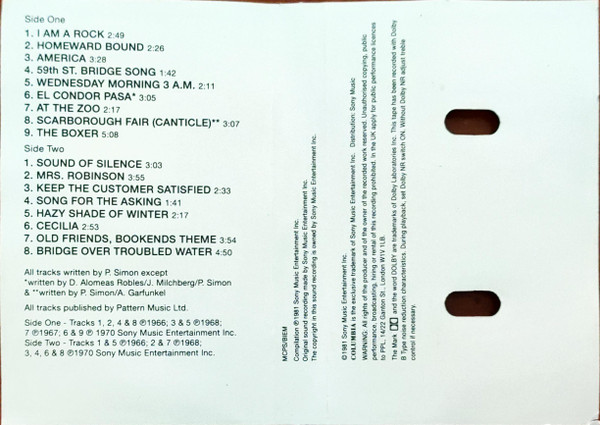 Side One
1. I AM A ROCK 2:49
2. HOMEWARD BOUND 2:26
3. AMERICA 3:28
4. 59th ST. BRIDGE SONG 1:42
5. WEDNESDAY MORNING 3 A.M. 2:11
6. EL CONDOR PASA* 3:05
7. AT THE ZOO 2:17
8. SCARBOROUGH FAIR (CANTICLE)** 3:07
9. THE BOXER 5:08
Side Two
1. SOUND OF SILENCE 3:03
2. MRS. ROBINSON 3:55
3. KEEP THE CUSTOMER SATISFIED 2:33
4. SONG FOR THE ASKING 1:41
5. HAZY SHADE OF WINTER 2:17
6. CECILIA 2:53
7. OLD FRIENDS, BOOKENDS THEME 3:54
8. BRIDGE OVER TROUBLED WATER 4:50
All tracks written by P. Simon except
*written by D. Alomeas Robles/J. Milchberg/P. Simon
& **written by P. Simon/A. Garfunkel
All tracks published by Pattern Music Ltd.
Side One - Tracks 1, 2, 4 & 8 ℗1966; 3 & 5 ℗1968;
7 ℗1967; 6 & 9 ℗ 1970 Sony Music Entertainment Inc.
Side Two - Tracks 1 & 5 ℗1966; 2 & 7 ℗1968;
3, 4, 6 & 8 ℗1970 Sony Music Entertainment Inc.
MCPS/BIEM
Compilation ℗1981 Sony Music Entertainment Inc.
Original sound recording made by Sony Music Entertainment Inc.
The copyright in this sound recording is owned by Sony Music Entertainment Inc.
©1981 Sony Music Entertainment Inc.
COLUMBIA is the exclusive trademark of Sony Music Entertainment Inc. Distribution: Sony Music
WARNING: All rights of the producer and of the owner of the recorded work reserved. Unauthorised copying, public
performance, broadcasting, hiring or rental of this recording prohibited. In the UK apply for public performance licences
to PPL, 14/22 Ganton St., London W1V 1LB.
The Mark and the word DOLBY are trademarks of Dolby Laboratories Inc. This tape has been recorded with Dolby
B Type noise reduction characteristics. During playback, set Dolby NR switch ON. Without Dolby NR adjust treble
control if necessary.